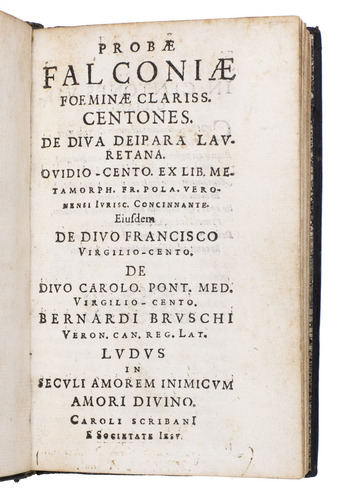 PROBÆ
FALCONIÆ
FOEMINÆ CLARISS.
CENTONES.
DE DIVA DEIPARA LAV-
RETANA.
OVIDIO-CENTO. EX LIB. ME-
TAMORPH. FR. POLA. VERO-
NENSI IVRISC. CONCINNANTE.
Eiusdem
DE DIVO FRANCISCO
VIRGILIO-CENTO.
DE
DIVO CAROLO. PONT. MED.
VIRGILIO-CENTO.
BERNARDI BRVSCHI
VERON. CAN. REG. LAT.
LVDVS
IN
SECVLI AMOREM INIMICVM
AMORI DIVINO.
CAROLI SCRIBANI
E SOCIETATE IESV.